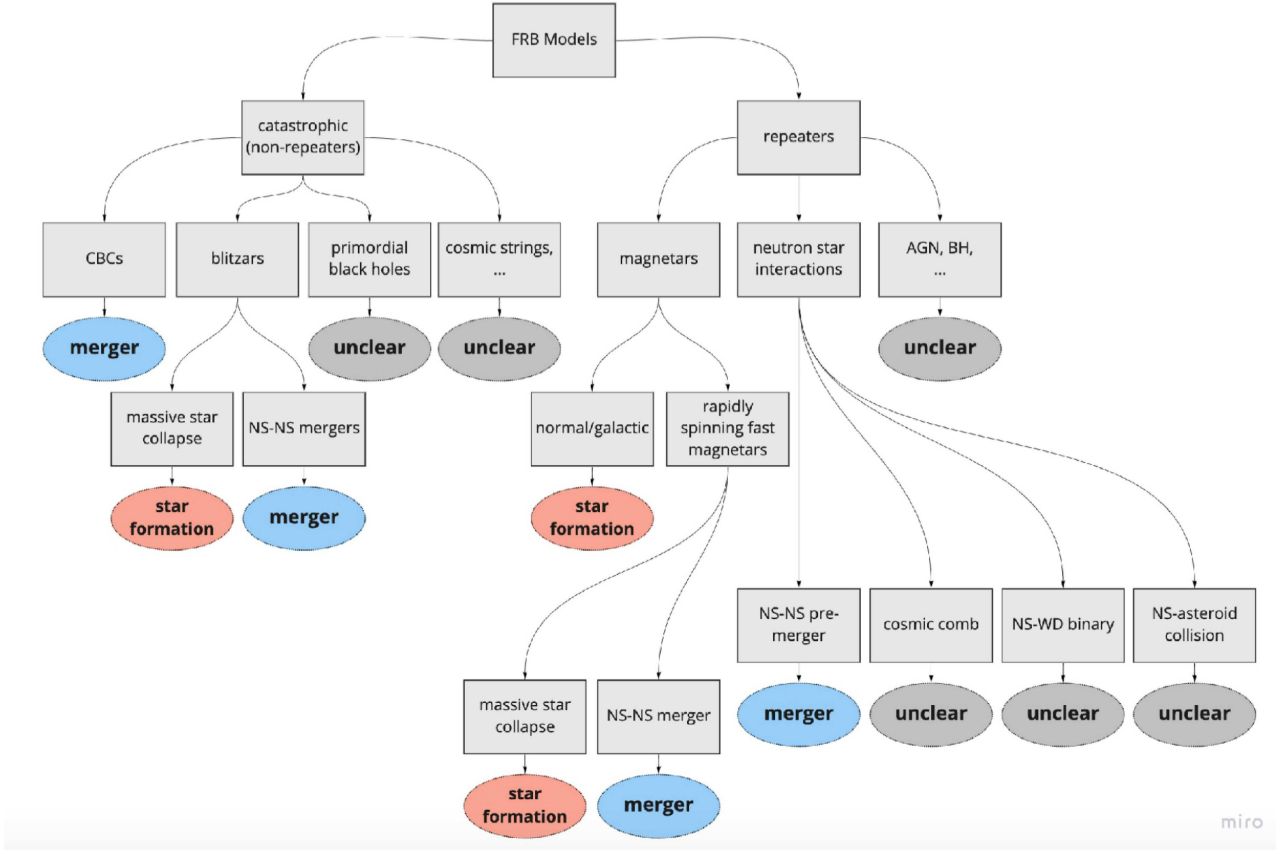 FRB Models
catastrophic
(non-repeaters)
repeaters
CBCs
blitzars
primordial
black holes
cosmic strings,
...
magnetars
neutron star
interactions
AGN, BH,
...
merger
unclear
unclear
unclear
massive star
collapse
NS-NS mergers
normal/galactic
rapidly
spinning fast
magnetars
star
formation
merger
star
formation
NS-NS pre-
merger
cosmic comb
NS-WD binary
NS-asteroid
collision
massive star
collapse
NS-NS merger
merger
unclear
unclear
unclear
star
formation
merger
miro